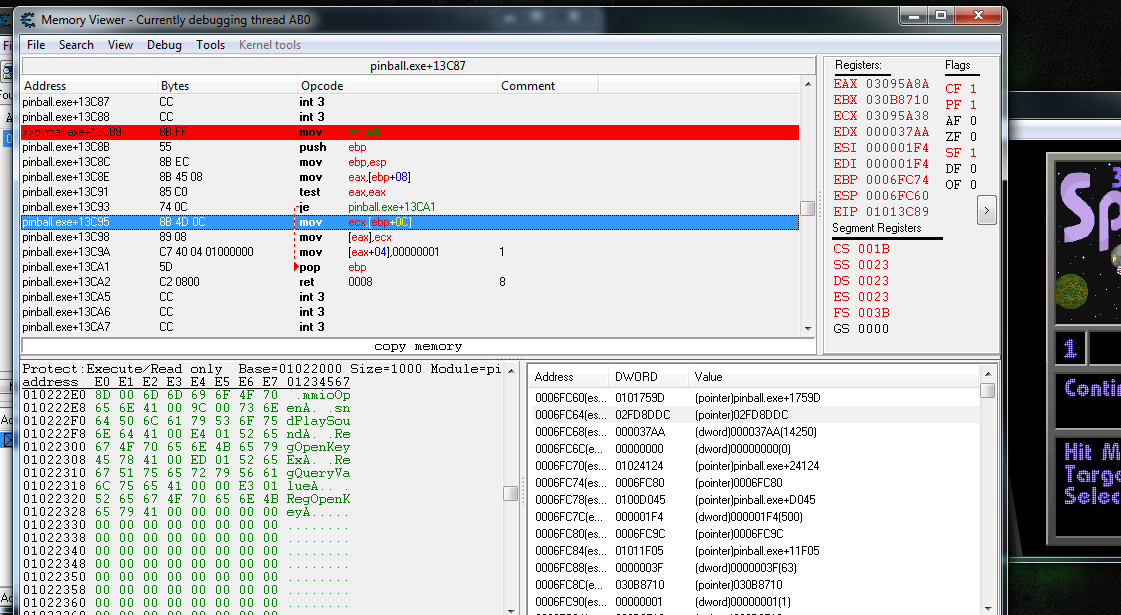 Memory Viewer - Currently debugging thread AB0
File Search View Debug Tools Kernel tools
pinball.exe+13C87
Address Bytes Opcode Comment
pinball.exe+13C87 CC int 3
pinball.exe+13C88 CC int 3
>>pinball.exe+13C89 8B FF mov
pinball.exe+13C8B 55 push ebp
pinball.exe+13C8C 8B EC mov ebp,esp
pinball.exe+13C8E 8B 45 08 mov eax,[ebp+08]
pinball.exe+13C91 85 C0 test eax,eax
pinball.exe+13C93 74 0C je pinball.exe+13CA1
pinball.exe+13C95 8B 4D 0C mov ecx,[ebp+0C]
pinball.exe+13C98 89 08 mov [eax],ecx
pinball.exe+13C9A C7 40 04 01000000 mov [eax+04],00000001 1
pinball.exe+13CA1 5D pop ebp
pinball.exe+13CA2 C2 0800 ret 0008 8
pinball.exe+13CA5 CC int 3
pinball.exe+13CA6 CC int 3
pinball.exe+13CA7 CC int 3
copy memory
Registers: Flags
EAX 03095A8A CF 1
EBX 030B8710 PF 1
ECX 03095A38 AF 0
EDX 000037AA ZF 0
ESI 000001F4 SF 1
EDI 000001F4 DF 0
EBP 0006FC74 OF 0
ESP 0006FC60
EIP 01013C89
>
Segment Registers
CS 001B
SS 0023
DS 0023
ES 0023
FS 003B
GS 0000
Protect:Execute/Read only Base=01022000 Size=1000 Module=pi
address E0 E1 E2 E3 E4 E5 E6 E7 01234567
010222E0 8D 00 6D 6D 69 6F 4F 70 ..mmioOp
010222E8 65 6E 41 00 9C 00 73 6E enA...sn
010222F0 64 50 6C 61 79 53 6F 75 dPlaySou
010222F8 6E 64 41 00 E4 01 52 65 ndA...Re
01022300 67 4F 70 65 6E 4B 65 79 gOpenKey
01022308 45 78 41 00 ED 01 52 65 ExA...Re
01022310 67 51 75 65 72 79 56 61 gQueryVa
01022318 6C 75 65 41 00 00 E3 01 lueA....
01022320 52 65 67 4F 70 65 6E 4B RegOpenK
01022328 65 79 41 00 00 00 00 00 eyA.....
01022330 00 00 00 00 00 00 00 00 ........
01022338 00 00 00 00 00 00 00 00 ........
01022340 00 00 00 00 00 00 00 00 ........
01022348 00 00 00 00 00 00 00 00 ........
01022350 00 00 00 00 00 00 00 00 ........
01022358 00 00 00 00 00 00 00 00 ........
01022360 00 00 00 00 00 00 00 00 ........
Address DWORD Value
0006FC60(es... 0101759D (pointer)pinball.exe+1759D
0006FC64(es... 02FD8DDC (pointer)02FD8DDC
0006FC68(es... 000037AA (dword)000037AA(14250)
0006FC6C(e... 00000000 (dword)00000000(0)
0006FC70(es... 01024124 (pointer)pinball.exe+24124
0006FC74(es... 0006FC80 (pointer)0006FC80
0006FC78(es... 0100D045 (pointer)pinball.exe+D045
0006FC7C(e... 000001F4 (dword)000001F4(500)
0006FC80(es... 0006FC9C (pointer)0006FC9C
0006FC84(es... 01011F05 (pointer)pinball.exe+11F05
0006FC88(es... 0000003F (dword)0000003F(63)
0006FC8C(e... 030B8710 (pointer)030B8710
0006FC90(es... 00000001 (dword)00000001(1)
3
Sp
1
Contin
Hit M
Targe
Selec